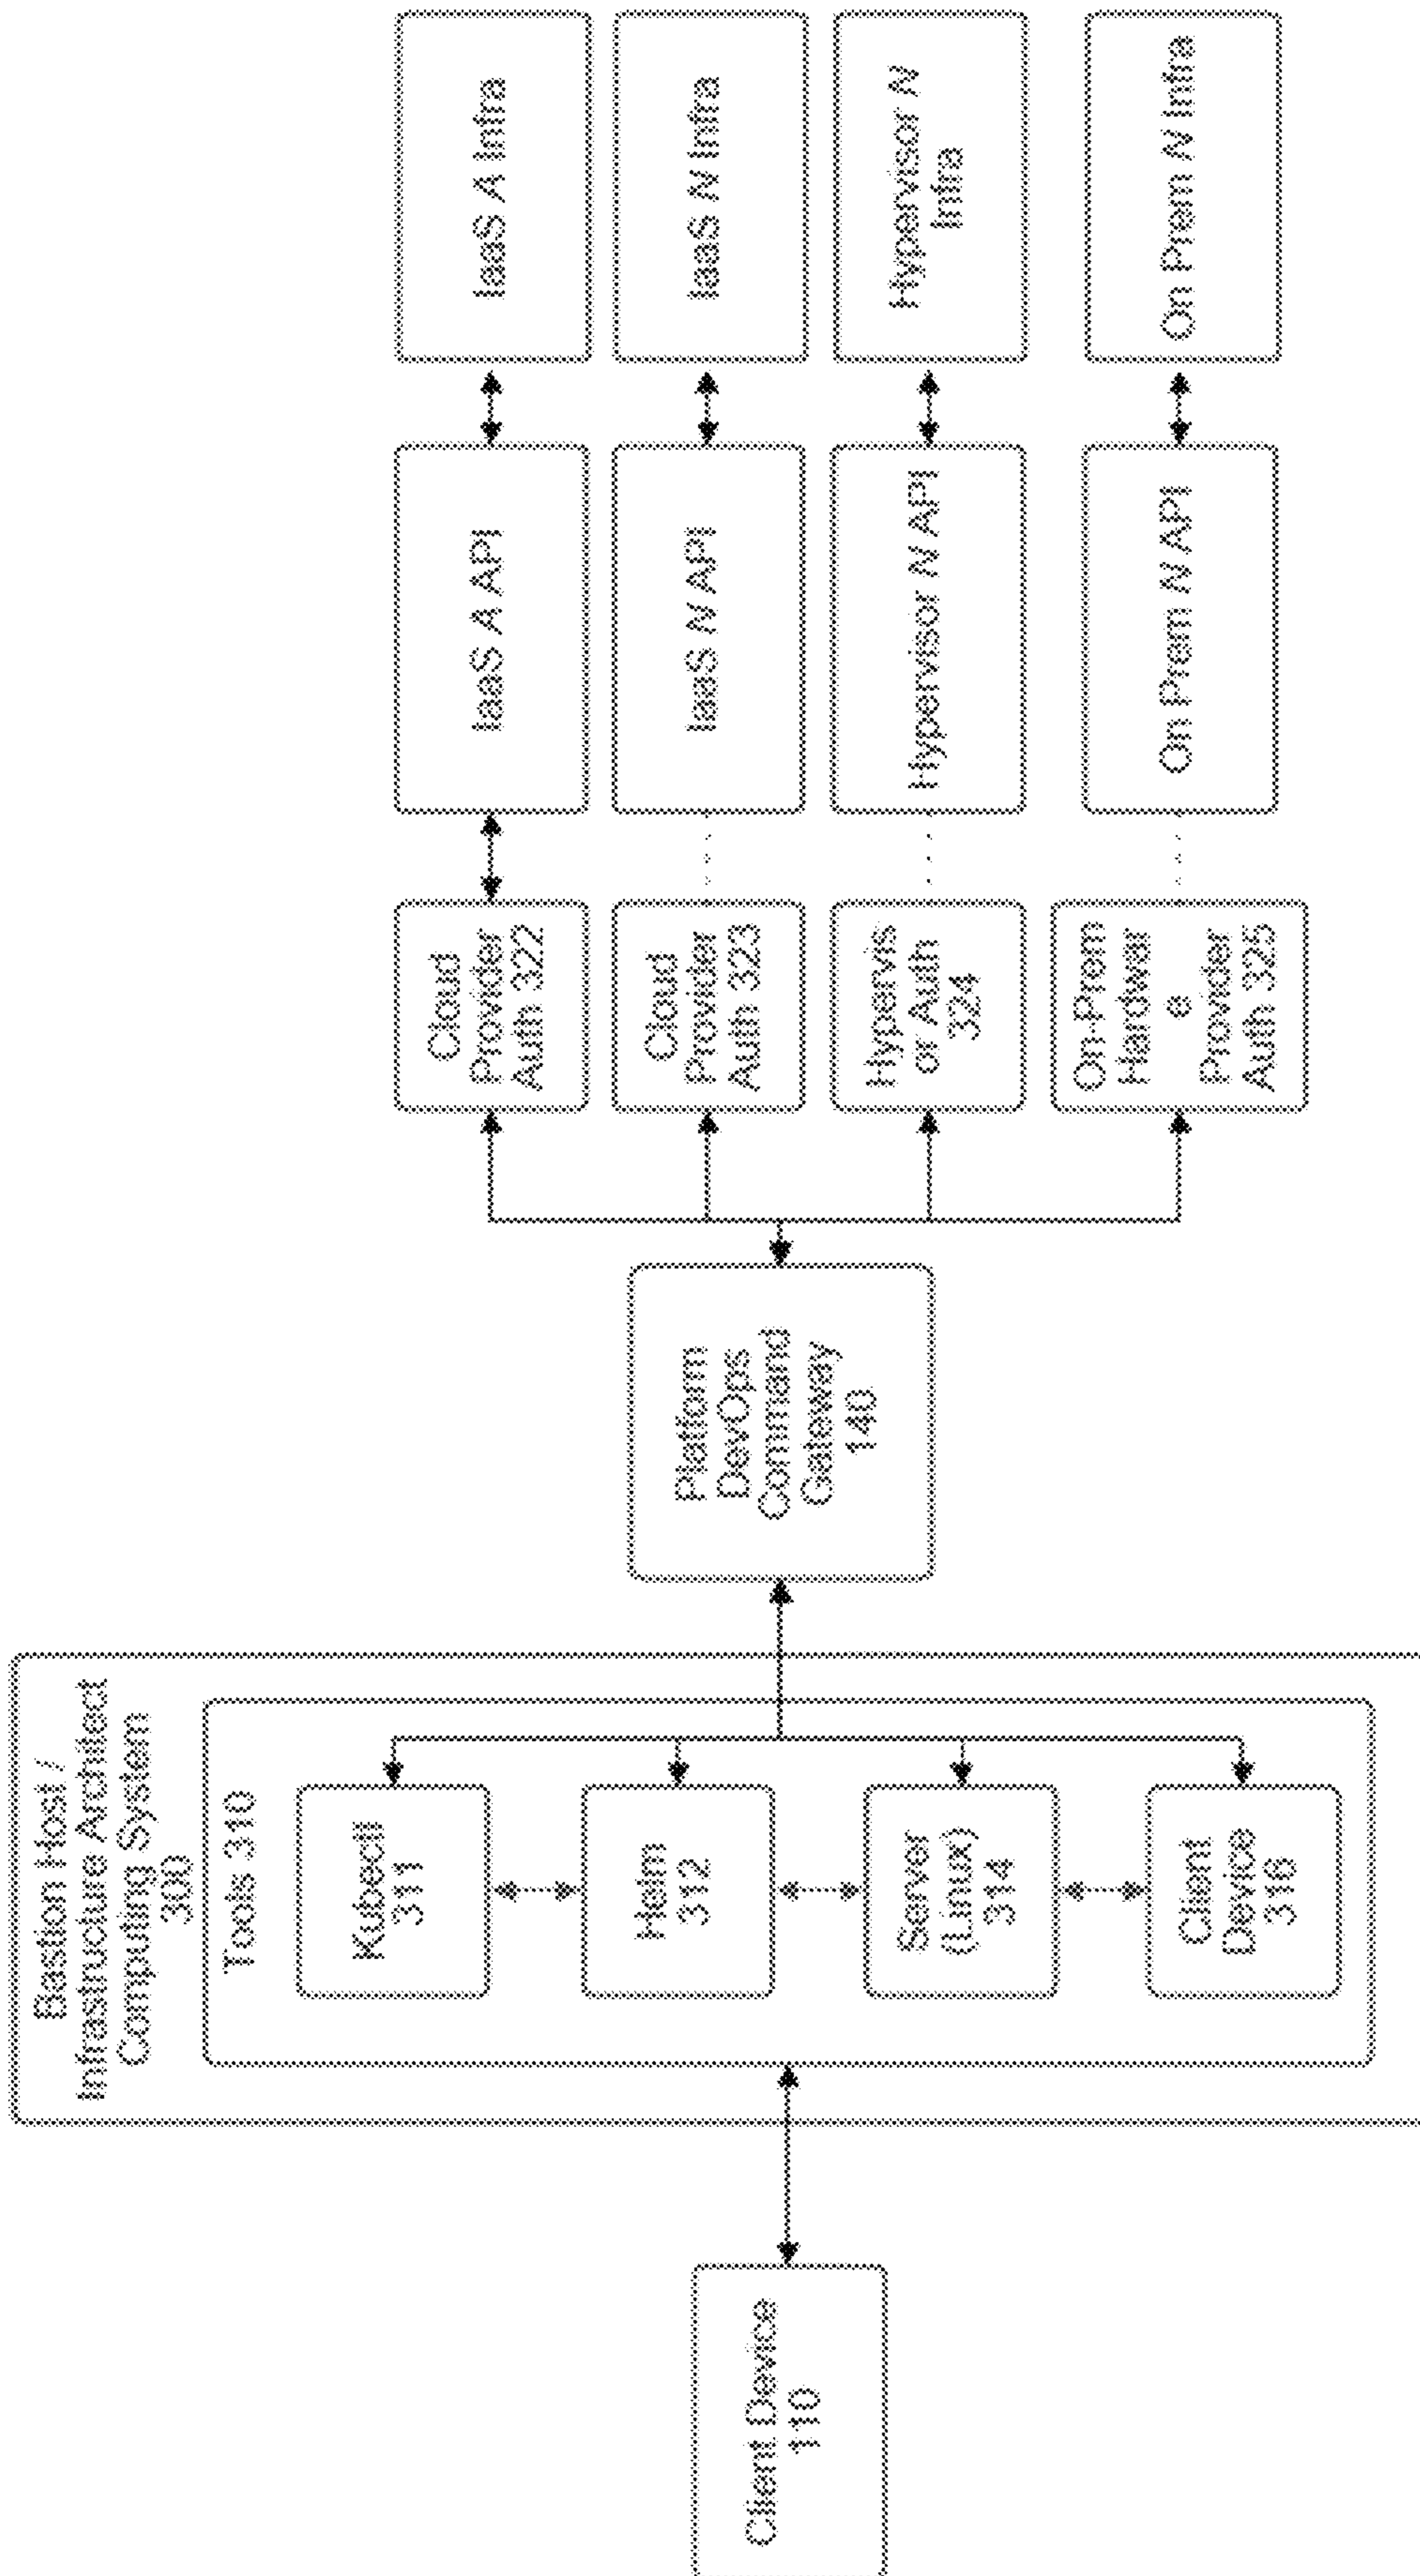 Client Device
110
Bastion Host /
Infrastructure Architect
Computing System
300
Tools 310
Kubectl
311
Helm
312
Server
(Linux)
314
Client
Device
316
Platform
DevOps
Command
Gateway
140
Cloud
Provider
Auth 322
IaaS A API
IaaS A Infra
Cloud
Provider
Auth 323
IaaS N API
IaaS N Infra
Hypervis
or Auth
324
Hypervisor N API
Hypervisor N
Infra
On-Prem
Hardwar
e
Provider
Auth 325
On Prem N API
On Prem N Infra